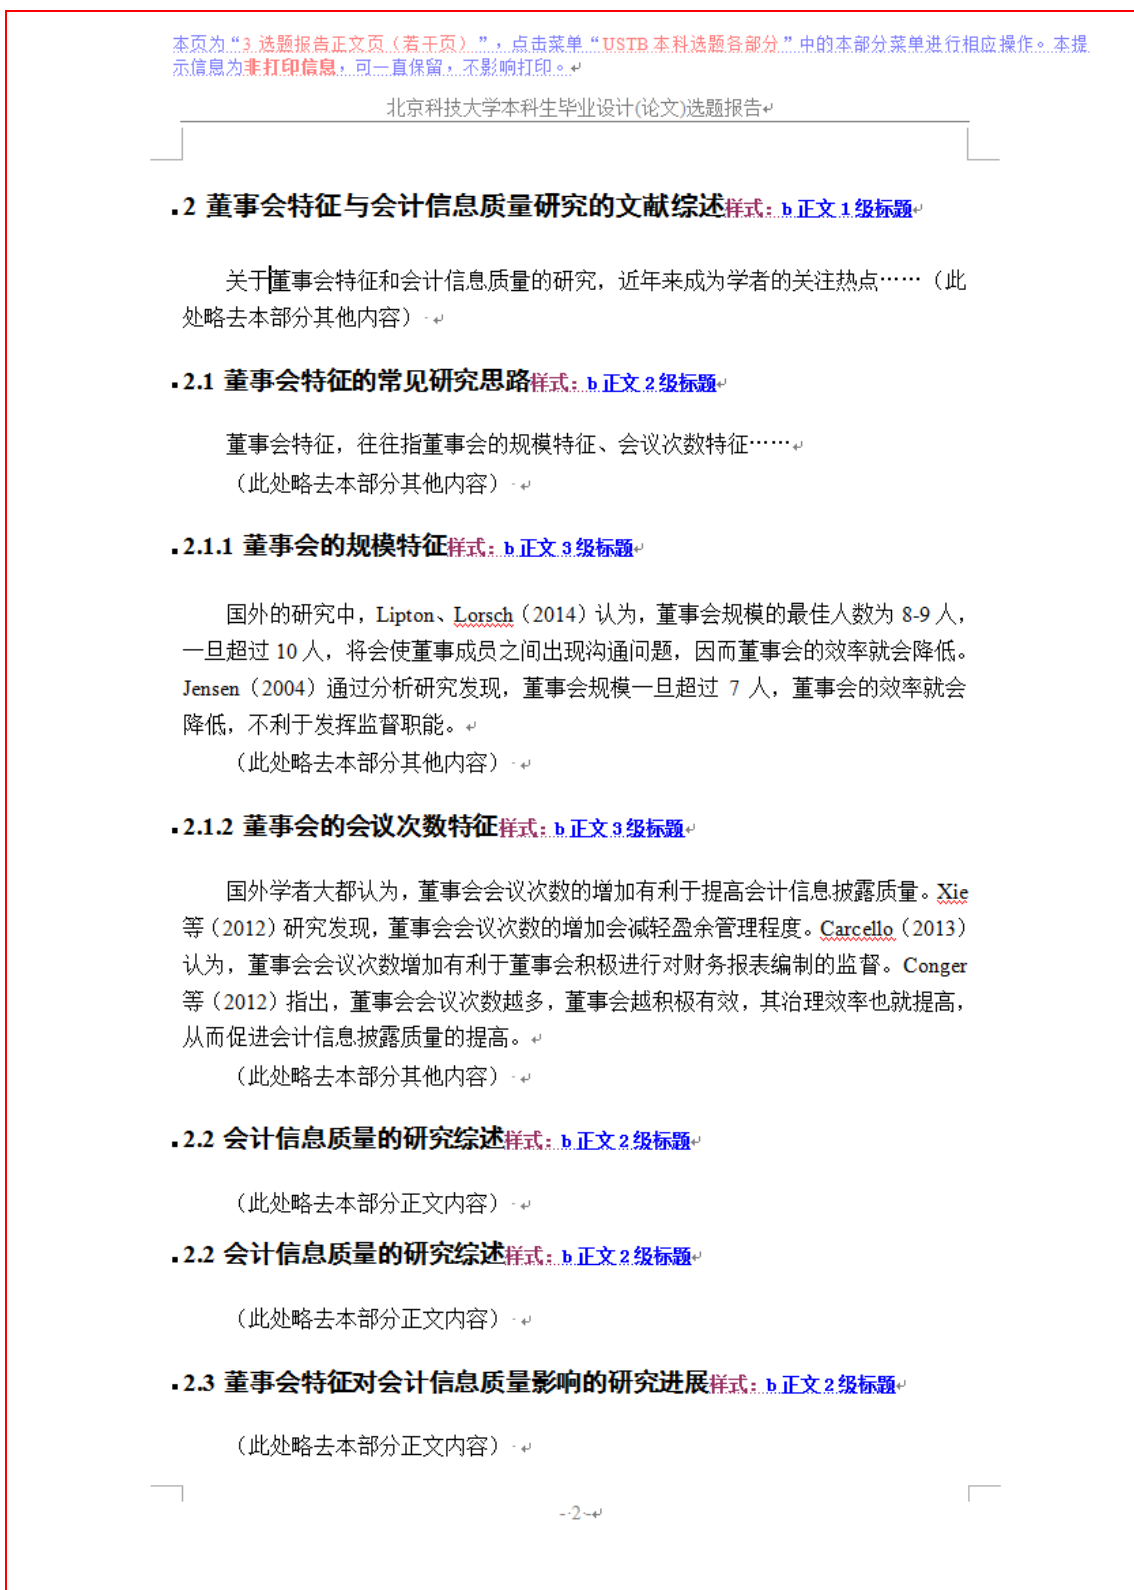 本页为“3 选题报告正文页（若干页）”，点击菜单“USTB 本科选题各部分”中的本部分菜单进行相应操作。本提
示信息为非打印信息，可一直保留，不影响打印。
北京科技大学本科生毕业设计(论文)选题报告
2 董事会特征与会计信息质量研究的文献综述样式：b 正文 1 级标题
关于董事会特征和会计信息质量的研究，近年来成为学者的关注热点……（此
处略去本部分其他内容）
2.1 董事会特征的常见研究思路样式：b 正文 2 级标题
董事会特征，往往指董事会的规模特征、会议次数特征……
（此处略去本部分其他内容）
2.1.1 董事会的规模特征样式：b 正文 3 级标题
国外的研究中，Lipton、Lorsch（2014）认为，董事会规模的最佳人数为 8-9 人，
一旦超过 10 人，将会使董事成员之间出现沟通问题，因而董事会的效率就会降低。
Jensen（2004）通过分析研究发现，董事会规模一旦超过 7 人，董事会的效率就会
降低，不利于发挥监督职能。
（此处略去本部分其他内容）
2.1.2 董事会的会议次数特征样式：b 正文 3 级标题
国外学者大都认为，董事会会议次数的增加有利于提高会计信息披露质量。Xie
等（2012）研究发现，董事会会议次数的增加会减轻盈余管理程度。Carcello（2013）
认为，董事会会议次数增加有利于董事会积极进行对财务报表编制的监督。Conger
等（2012）指出，董事会会议次数越多，董事会越积极有效，其治理效率也就提高，
从而促进会计信息披露质量的提高。
（此处略去本部分其他内容）
2.2 会计信息质量的研究综述样式：b 正文 2 级标题
（此处略去本部分正文内容）
2.2 会计信息质量的研究综述样式：b 正文 2 级标题
（此处略去本部分正文内容）
2.3 董事会特征对会计信息质量影响的研究进展样式：b 正文 2 级标题
（此处略去本部分正文内容）
-2-